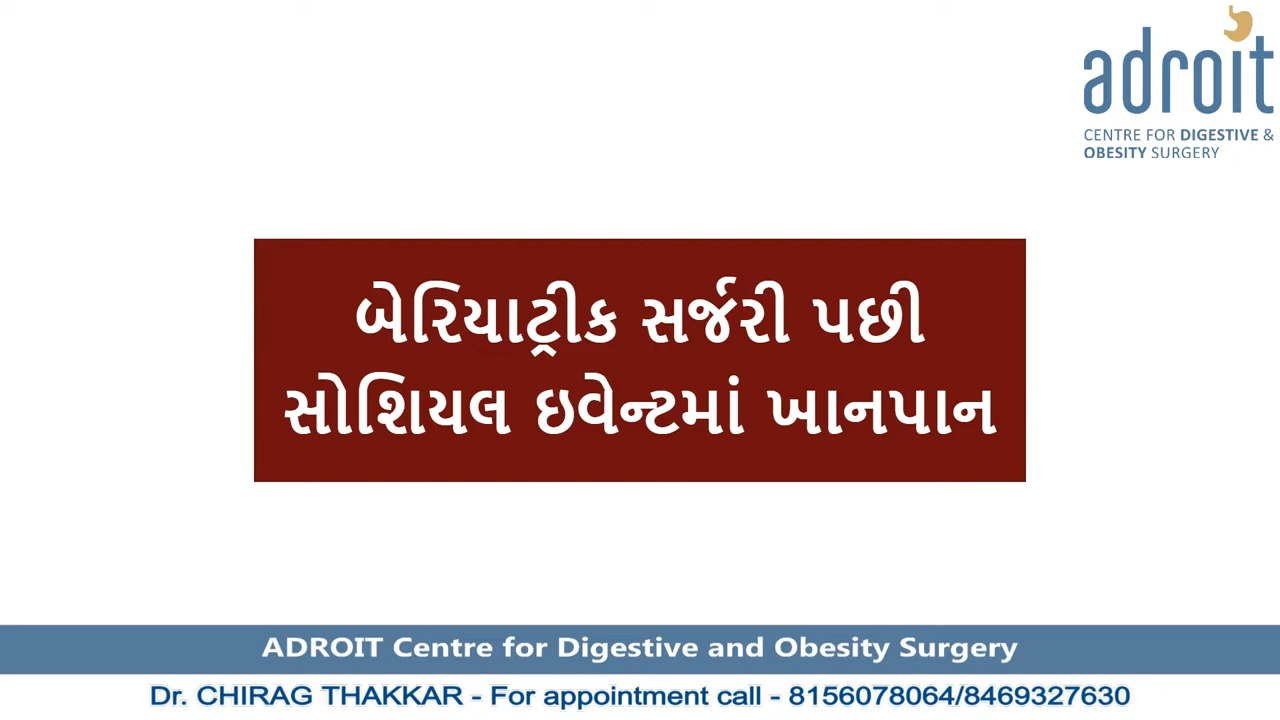 adroit
CENTRE FOR DIGESTIVE &
OBESITY SURGERY
બેરિયાટ્રીક સર્જરી પછી
સોશિયલ ઇવેન્ટમાં ખાનપાન
ADROIT Centre for Digestive and Obesity Surgery
Dr. CHIRAG THAKKAR - For appointment call - 8156078064/8469327630